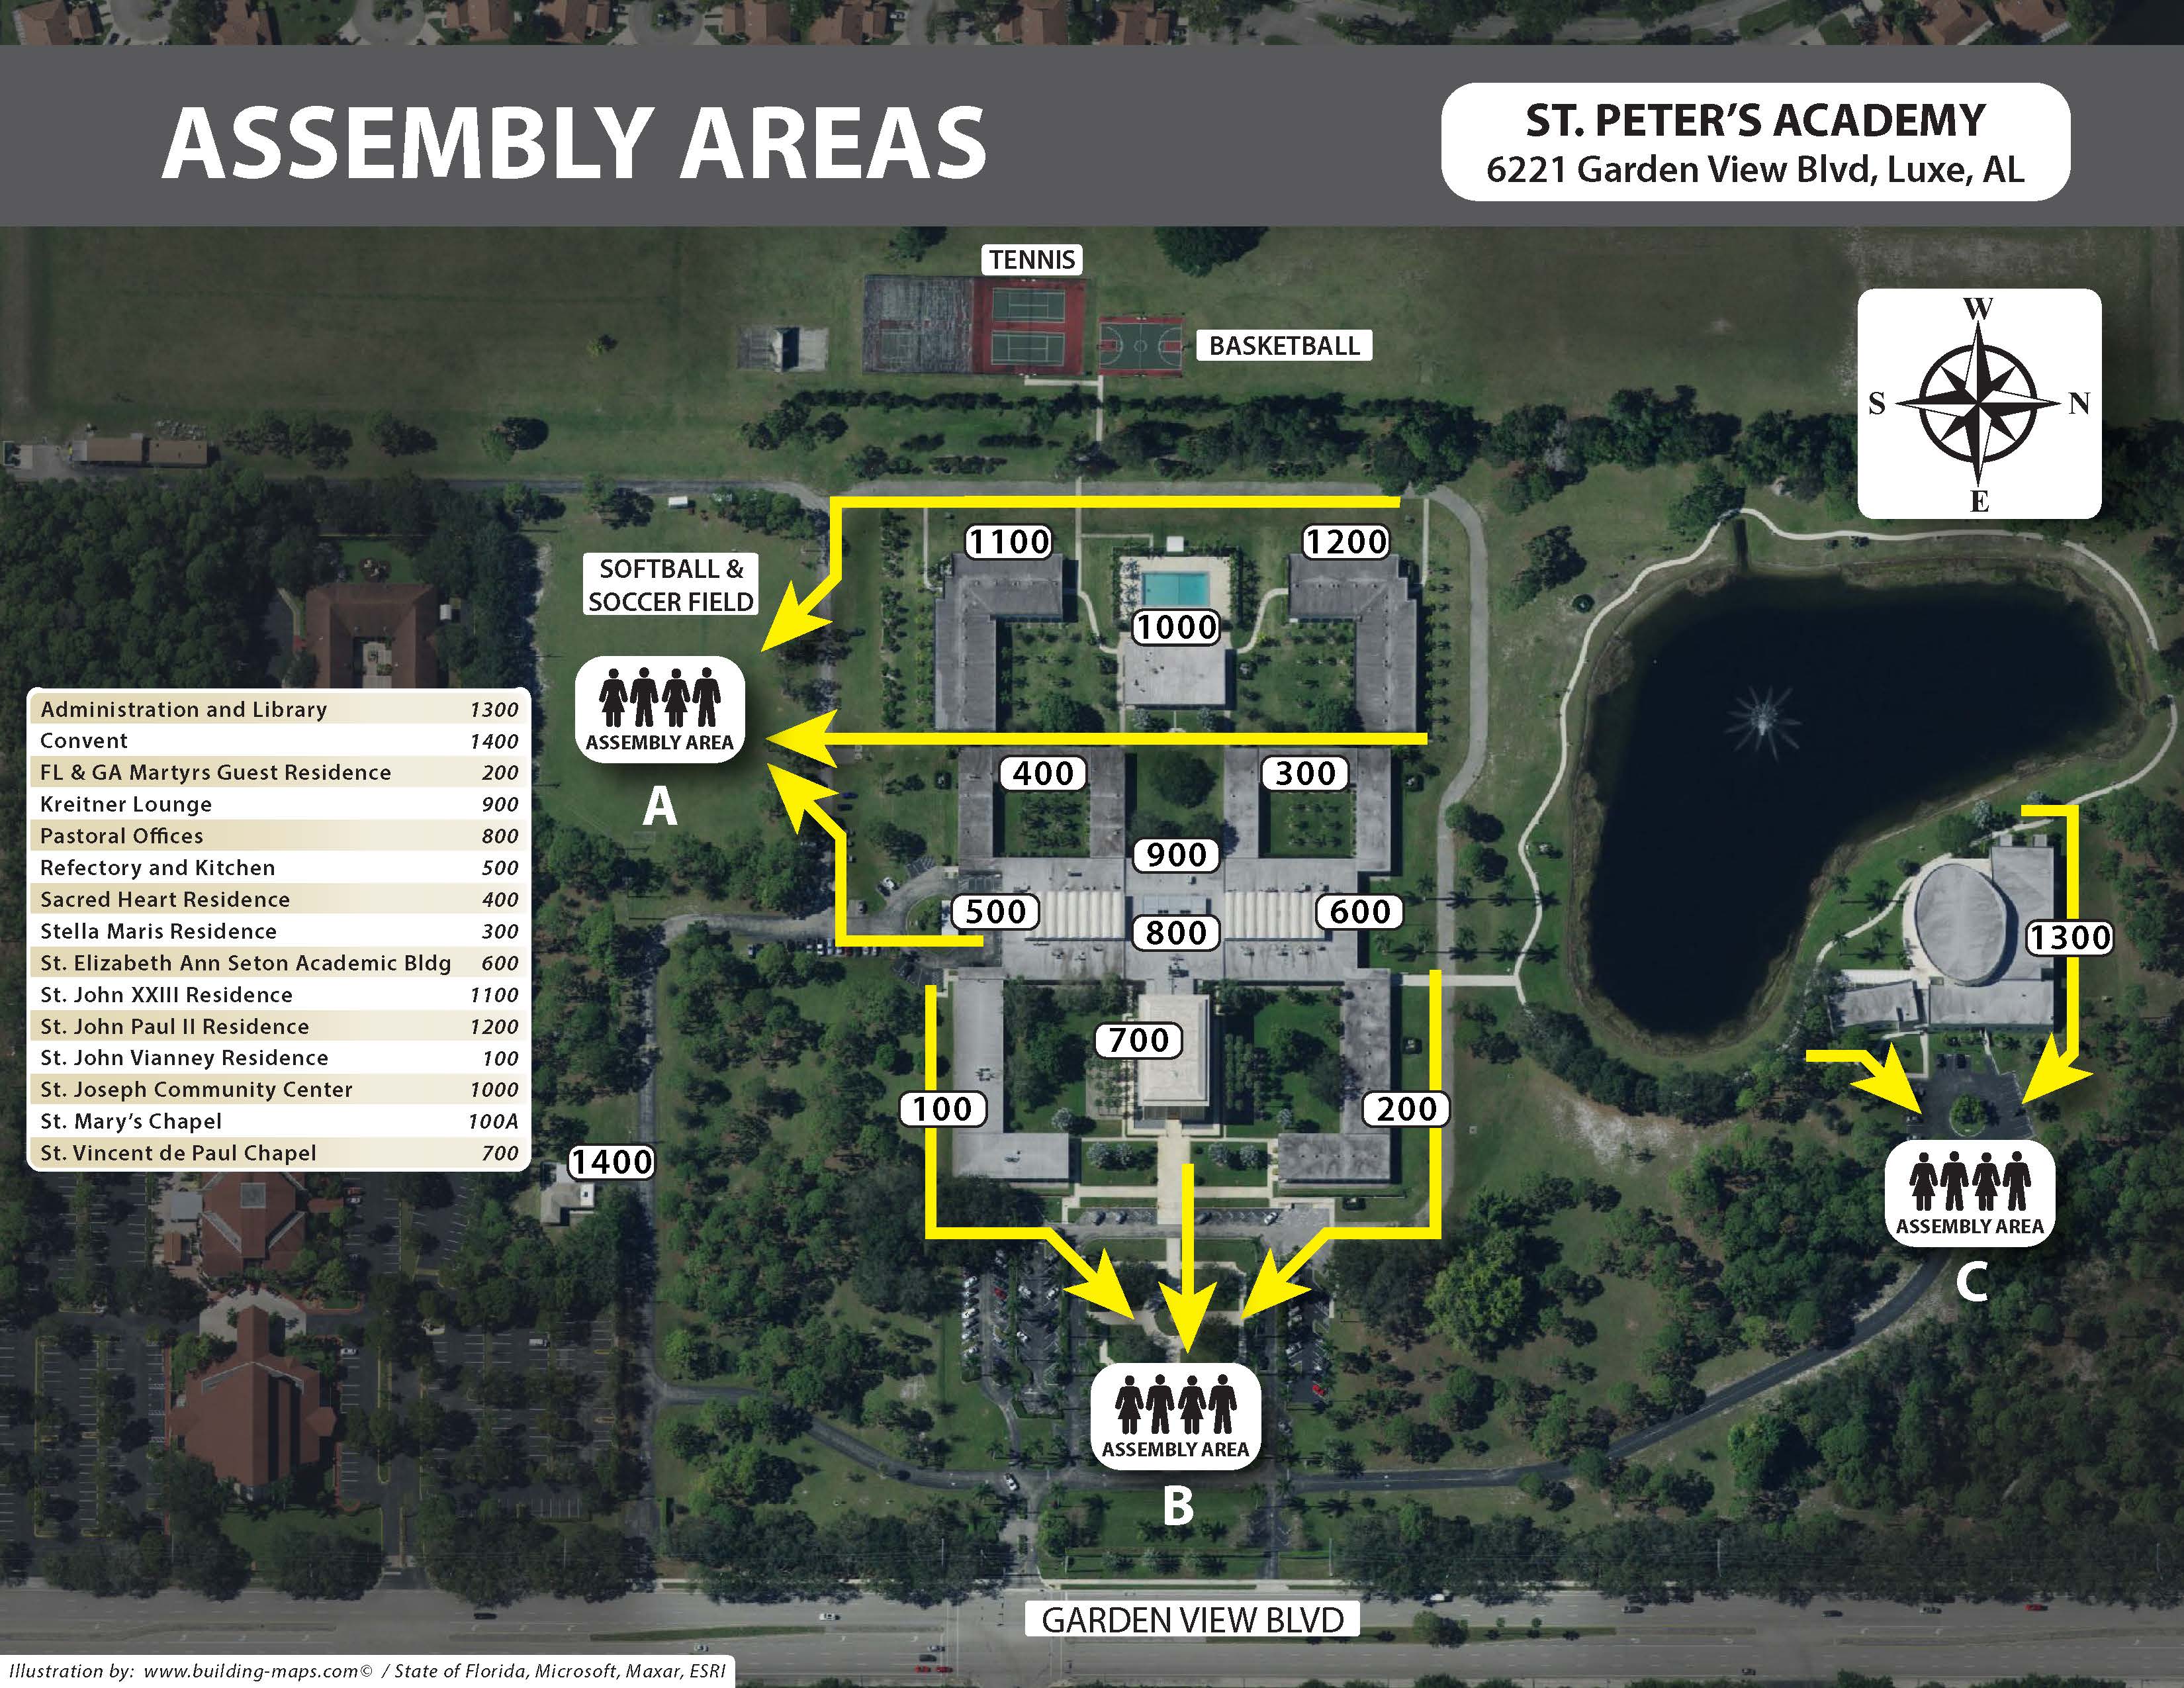 ASSEMBLY AREAS
ST. PETER'S ACADEMY
6221 Garden View Blvd, Luxe, AL
TENNIS
BASKETBALL
W
S
N
E
1100
1200
SOFTBALL &
SOCCER FIELD
1000
ASSEMBLY AREA
A
400
300
900
500
600
800
1300
700
100
200
1400
Administration and Library 1300
Convent 1400
FL & GA Martyrs Guest Residence 200
Kreitner Lounge 900
Pastoral Offices 800
Refectory and Kitchen 500
Sacred Heart Residence 400
Stella Maris Residence 300
St. Elizabeth Ann Seton Academic Bldg 600
St. John XXIII Residence 1100
St. John Paul II Residence 1200
St. John Vianney Residence 100
St. Joseph Community Center 1000
St. Mary's Chapel 100A
St. Vincent de Paul Chapel 700
ASSEMBLY AREA
C
ASSEMBLY AREA
B
GARDEN VIEW BLVD
Illustration by: www.building-maps.com© / State of Florida, Microsoft, Maxar, ESRI